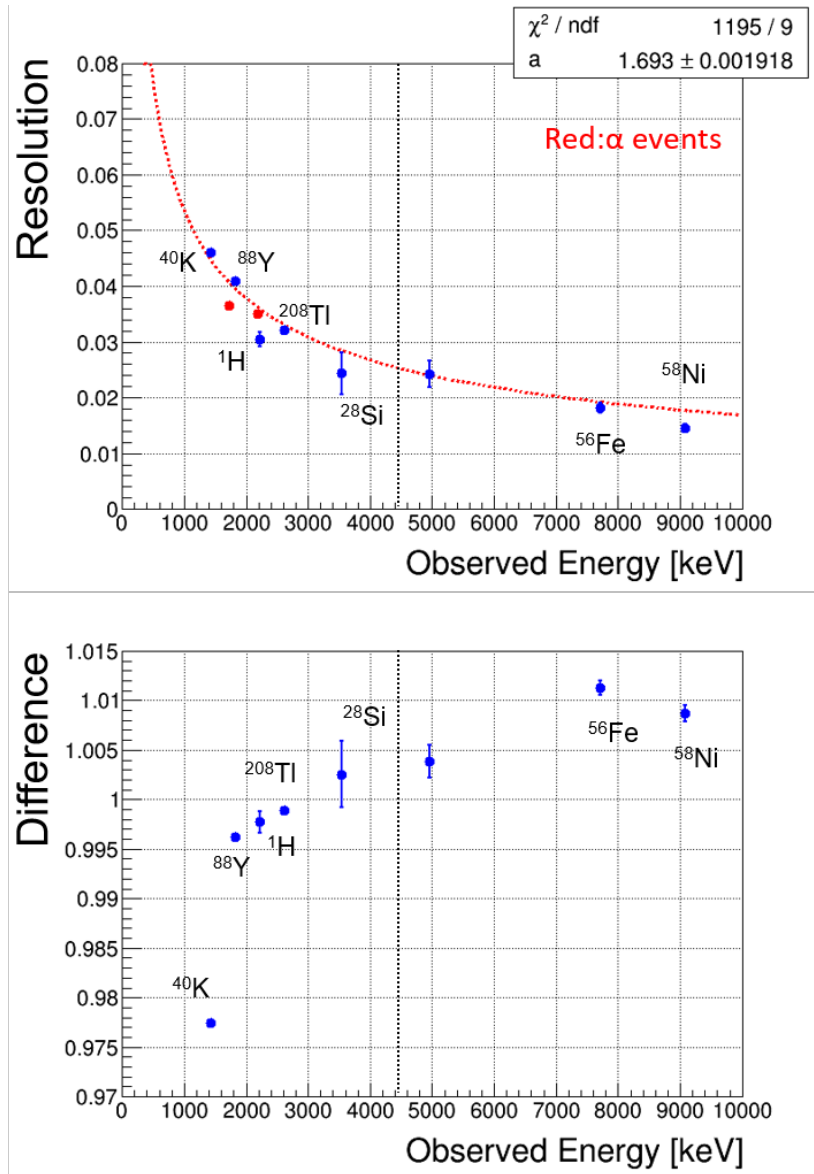 χ² / ndf 1195 / 9
a 1.693 ± 0.001918
Resolution
0.08
0.07
0.06
0.05
0.04
0.03
0.02
0.01
0
Red:α events
⁴⁰K
⁸⁸Y
²⁰⁸Tl
¹H
²⁸Si
⁵⁸Ni
⁵⁶Fe
0 1000 2000 3000 4000 5000 6000 7000 8000 9000 10000
Observed Energy [keV]
Difference
1.015
1.01
1.005
1
0.995
0.99
0.985
0.98
0.975
0.97
²⁸Si
⁵⁶Fe
⁵⁸Ni
²⁰⁸Tl
¹H
⁸⁸Y
⁴⁰K
0 1000 2000 3000 4000 5000 6000 7000 8000 9000 10000
Observed Energy [keV]